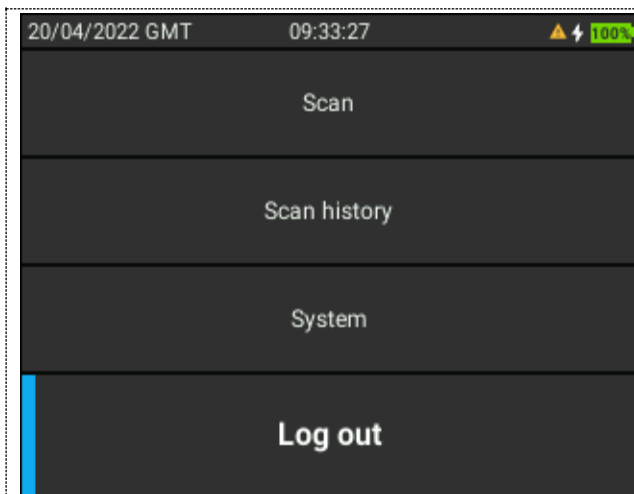 20/04/2022 GMT 09:33:27 100%
Scan
Scan history
System
Log out